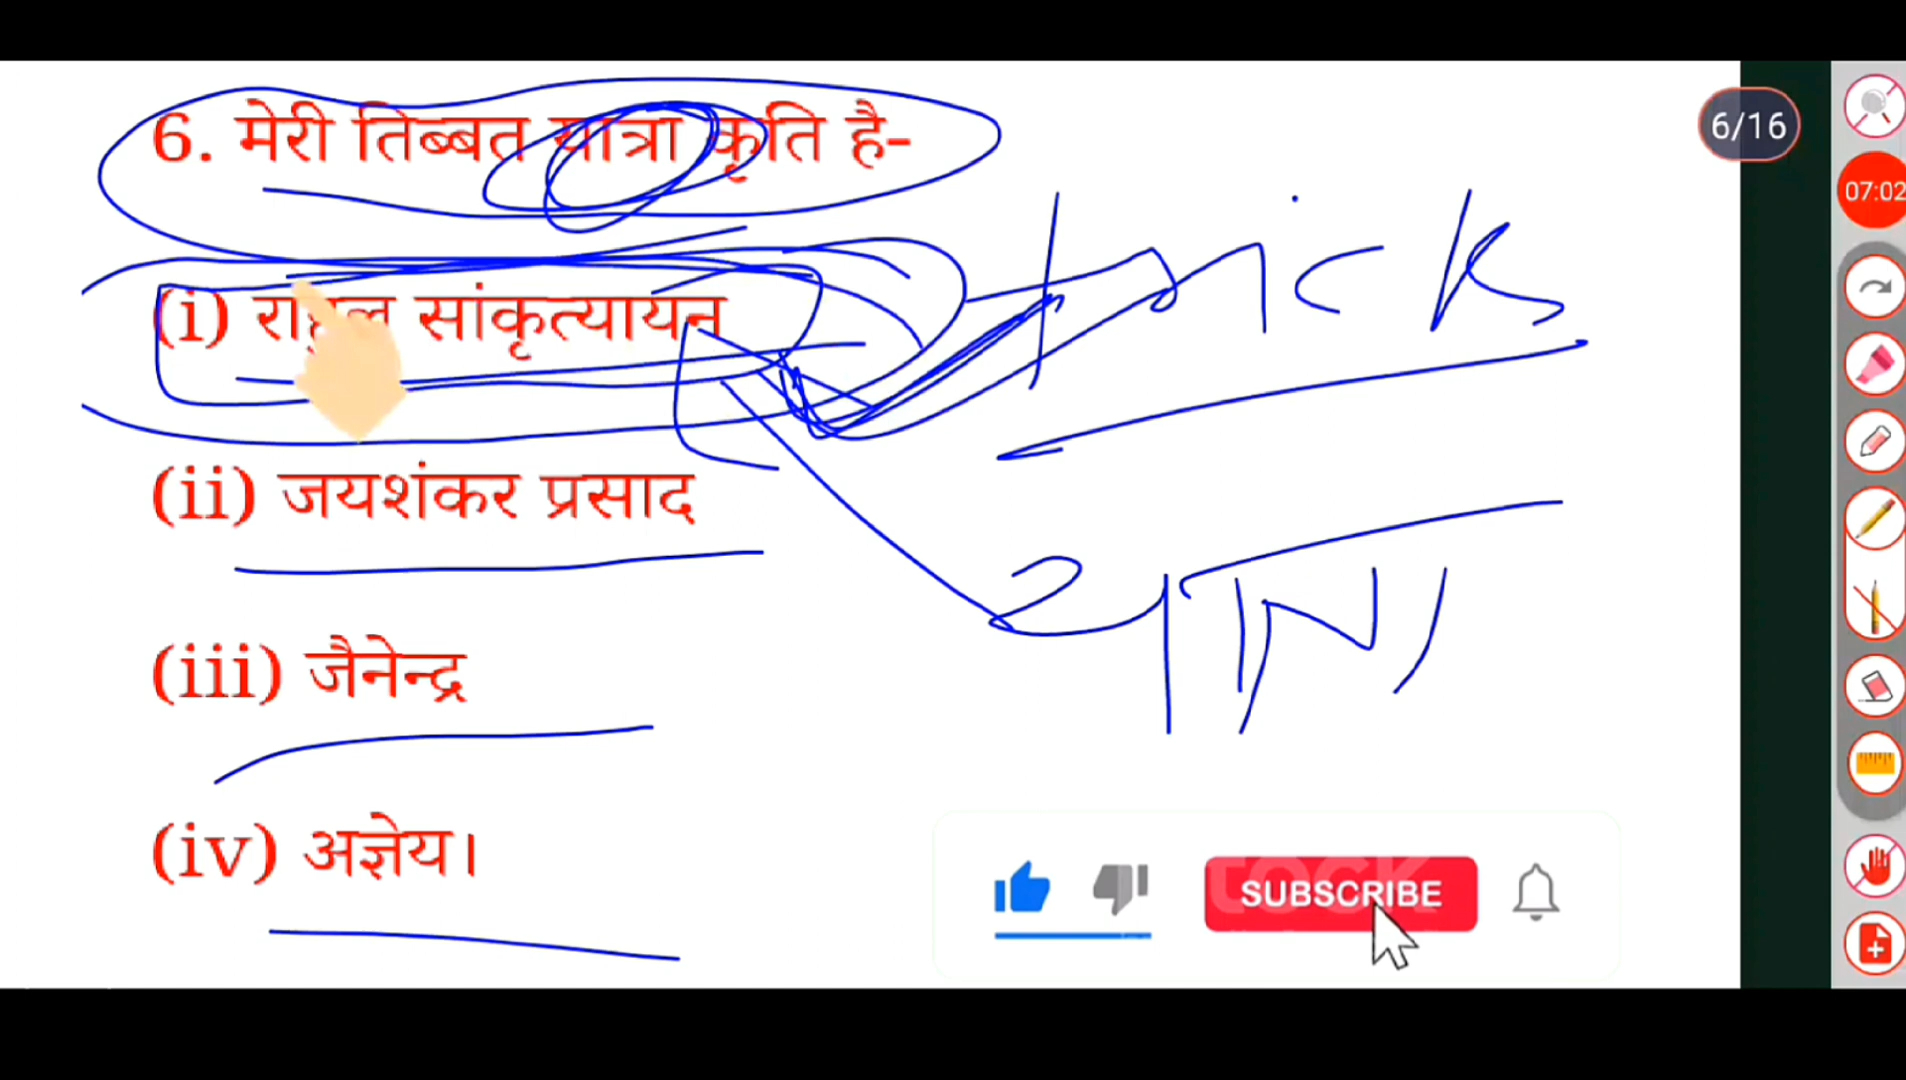 6. मेरी तिब्बत यात्रा कृति है-
6/16
07:02
(i) राहुल सांकृत्यायन
trick
(ii) जयशंकर प्रसाद
(iii) जैनेन्द्र
(iv) अज्ञेय।
SUBSCRIBE